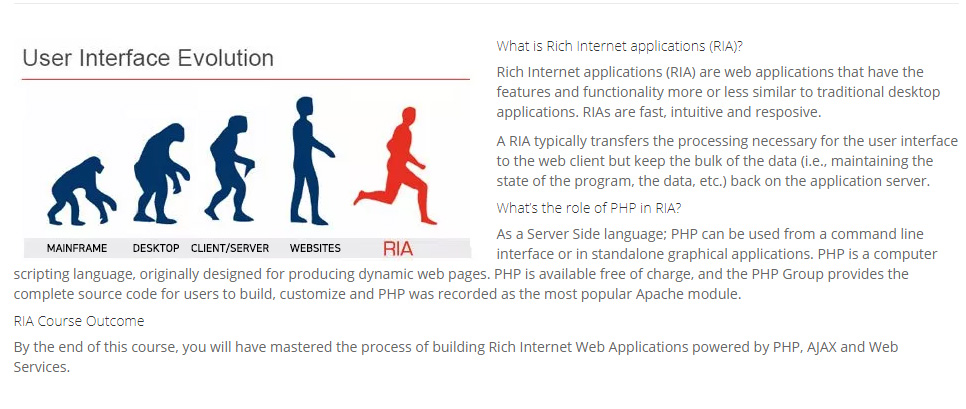 User Interface Evolution
MAINFRAME DESKTOP CLIENT/SERVER WEBSITES RIA
What is Rich Internet applications (RIA)?
Rich Internet applications (RIA) are web applications that have the
features and functionality more or less similar to traditional desktop
applications. RIAs are fast, intuitive and resposive.
A RIA typically transfers the processing necessary for the user interface
to the web client but keep the bulk of the data (i.e., maintaining the
state of the program, the data, etc.) back on the application server.
What's the role of PHP in RIA?
As a Server Side language; PHP can be used from a command line
interface or in standalone graphical applications. PHP is a computer
scripting language, originally designed for producing dynamic web pages. PHP is available free of charge, and the PHP Group provides the
complete source code for users to build, customize and PHP was recorded as the most popular Apache module.
RIA Course Outcome
By the end of this course, you will have mastered the process of building Rich Internet Web Applications powered by PHP, AJAX and Web
Services.